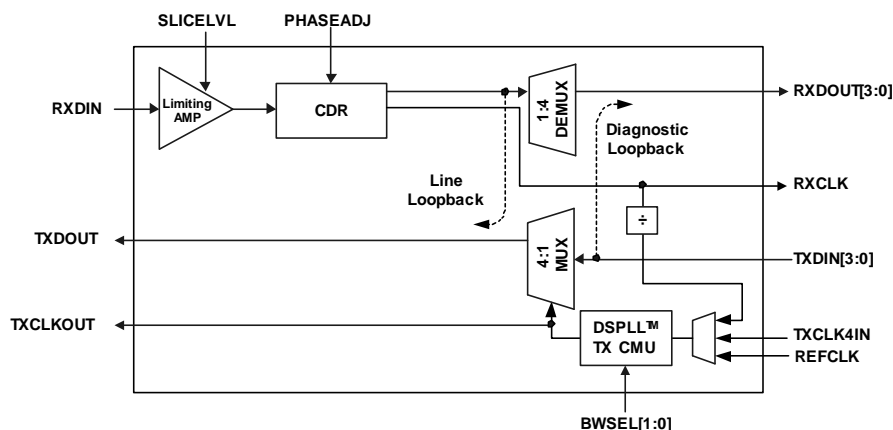 SLICELVL
PHASEADJ
RXDIN
Limiting
AMP
CDR
1:4
DEMUX
RXDOUT[3:0]
Diagnostic
Loopback
Line
Loopback
RXCLK
÷
TXDOUT
4:1
MUX
TXDIN[3:0]
TXCLKOUT
DSPLL™
TX CMU
TXCLK4IN
REFCLK
BWSEL[1:0]